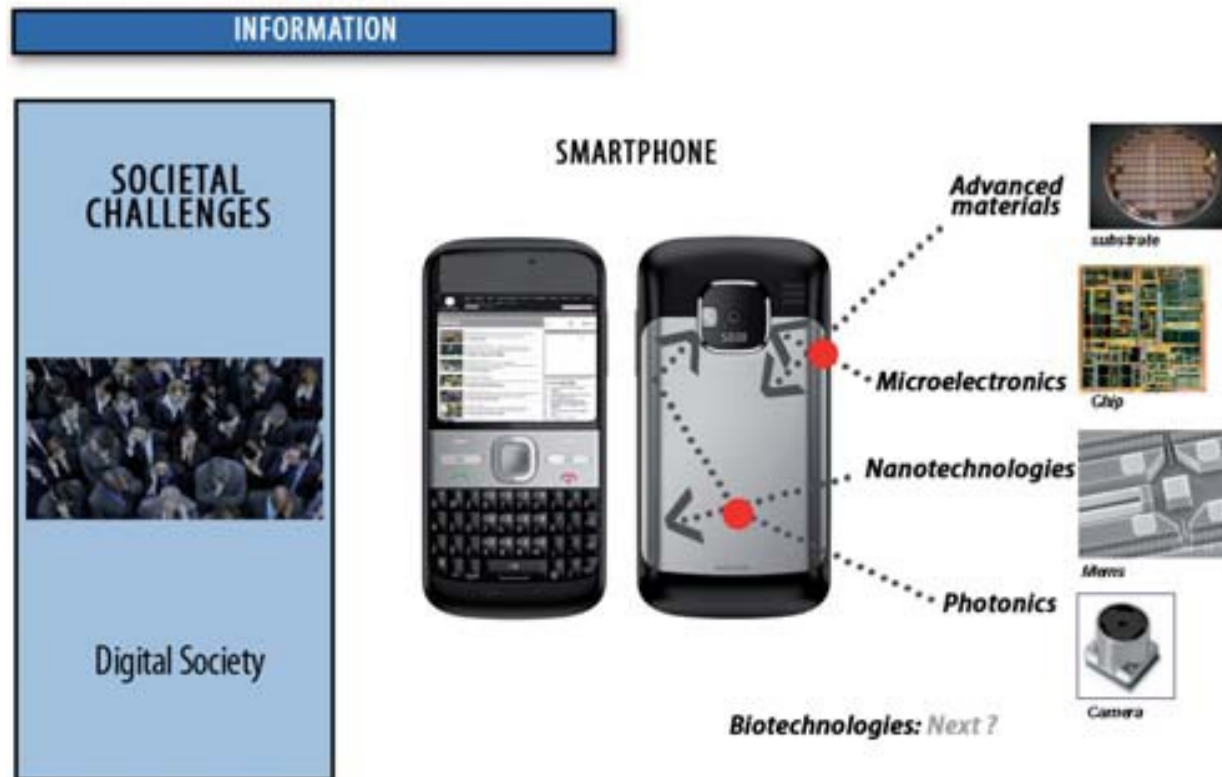 INFORMATION
SOCIETAL
CHALLENGES
Digital Society
SMARTPHONE
Advanced
materials
substrate
Microelectronics
Chip
Nanotechnologies
Mems
Photonics
Camera
Biotechnologies: Next ?